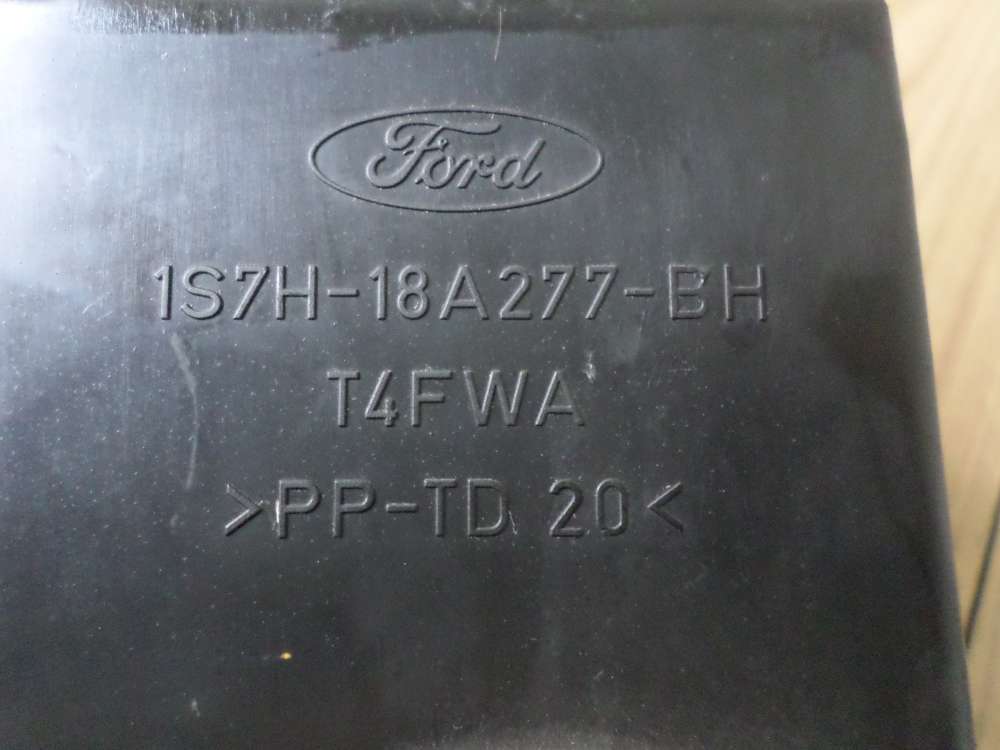 Ford
1S7H-18A277-BH
T4FWA
>PP-TD 20<